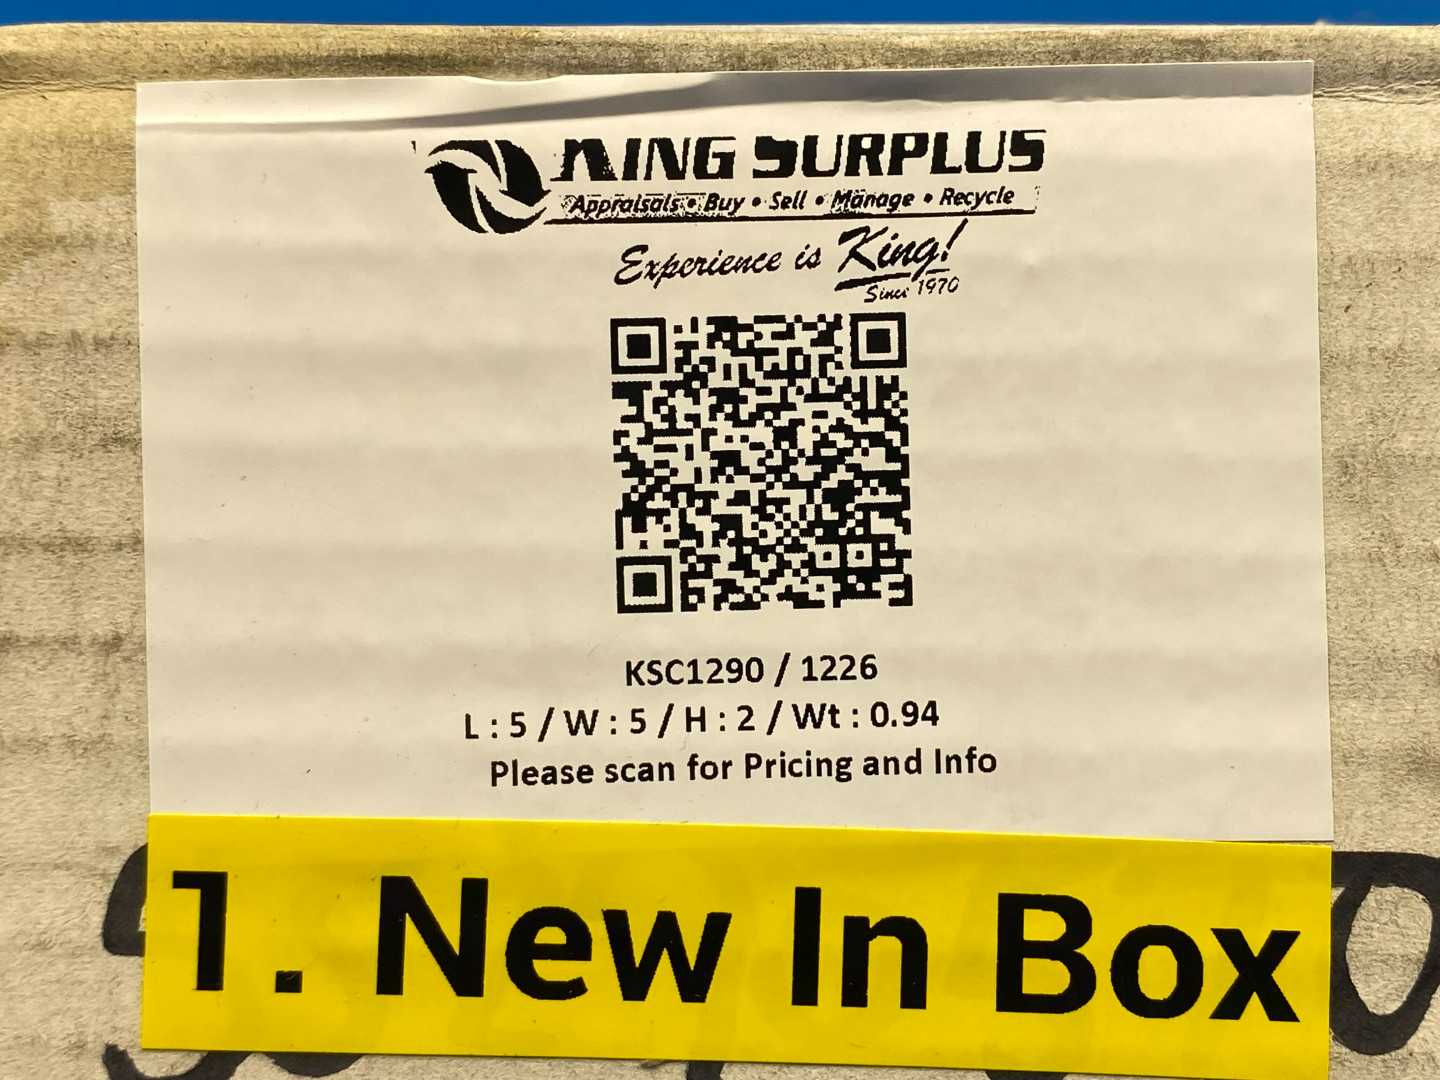 KING SURPLUS
Appraisals • Buy • Sell • Manage • Recycle
Experience is King!
Since 1970
KSC1290 / 1226
L : 5 / W : 5 / H : 2 / Wt : 0.94
Please scan for Pricing and Info
1. New In Box